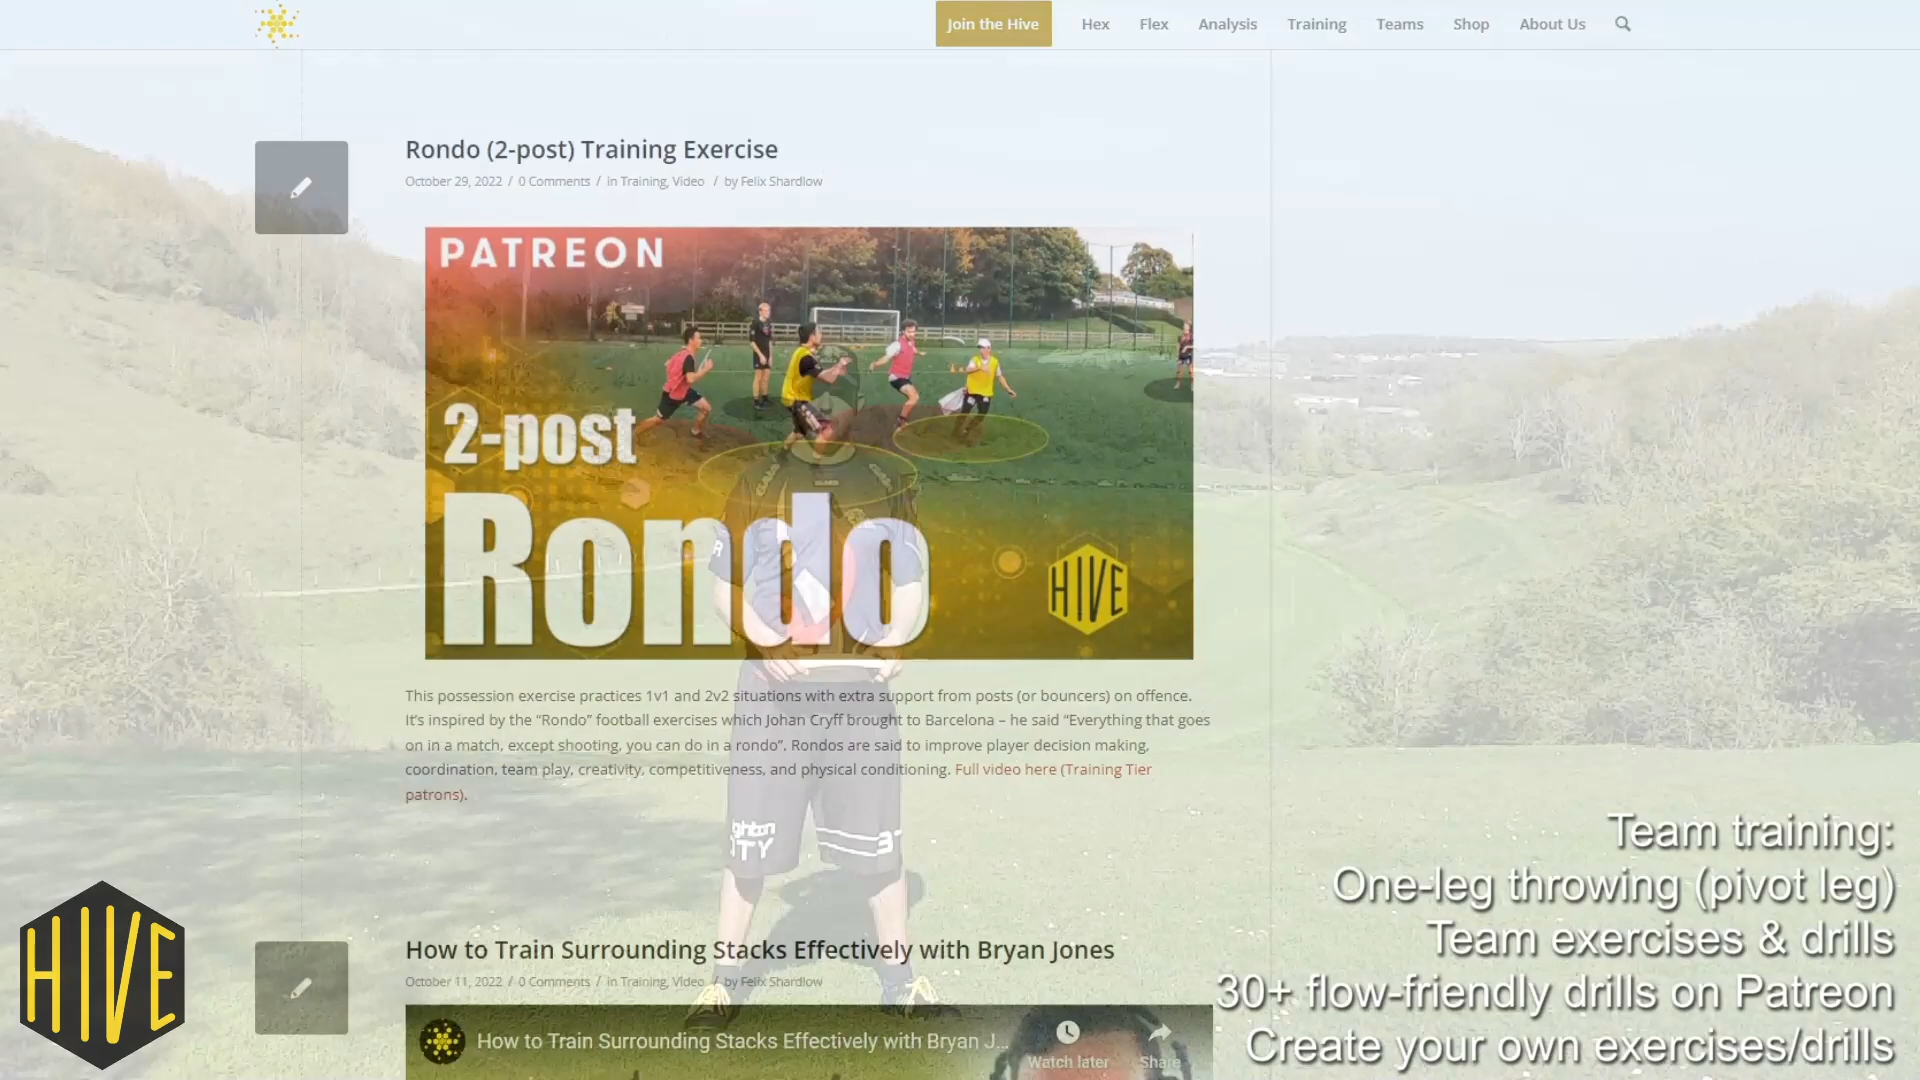 Join the Hive Hex Flex Analysis Training Teams Shop About Us
Rondo (2-post) Training Exercise
October 29, 2022 / 0 Comments / in Training, Video / by Felix Shardlow
PATREON
2-post
Rondo
HIVE
This possession exercise practices 1v1 and 2v2 situations with extra support from posts (or bouncers) on offence.
It's inspired by the “Rondo” football exercises which Johan Cryff brought to Barcelona – he said “Everything that goes
on in a match, except shooting, you can do in a rondo”. Rondos are said to improve player decision making,
coordination, team play, creativity, competitiveness, and physical conditioning. Full video here (Training Tier
patrons).
ghton
ITY
3
How to Train Surrounding Stacks Effectively with Bryan Jones
October 11, 2022 / 0 Comments / in Training, Video / by Felix Shardlow
How to Train Surrounding Stacks Effectively with Bryan J...
Watch later
Share
HIVE
Team training:
One-leg throwing (pivot leg)
Team exercises & drills
30+ flow-friendly drills on Patreon
Create your own exercises/drills